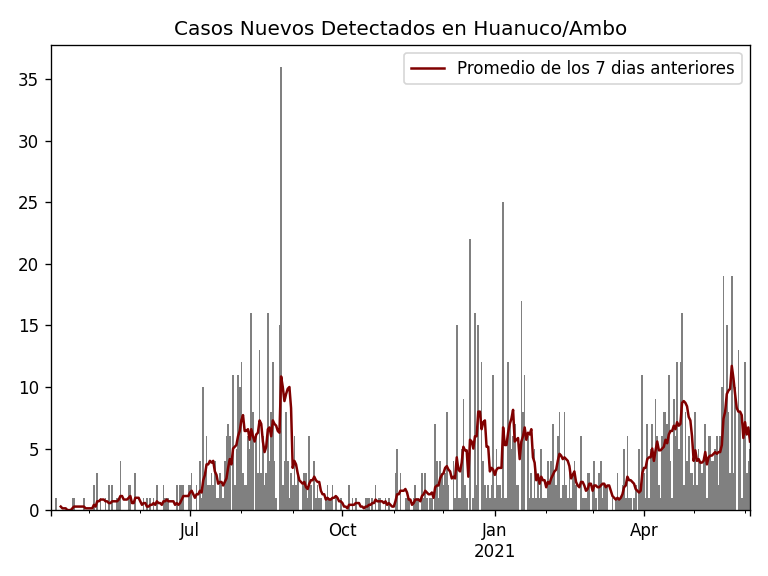 Casos Nuevos Detectados en Huanuco/Ambo
Promedio de los 7 dias anteriores
35
30
25
20
15
10
5
0
Jul
Oct
Jan
2021
Apr